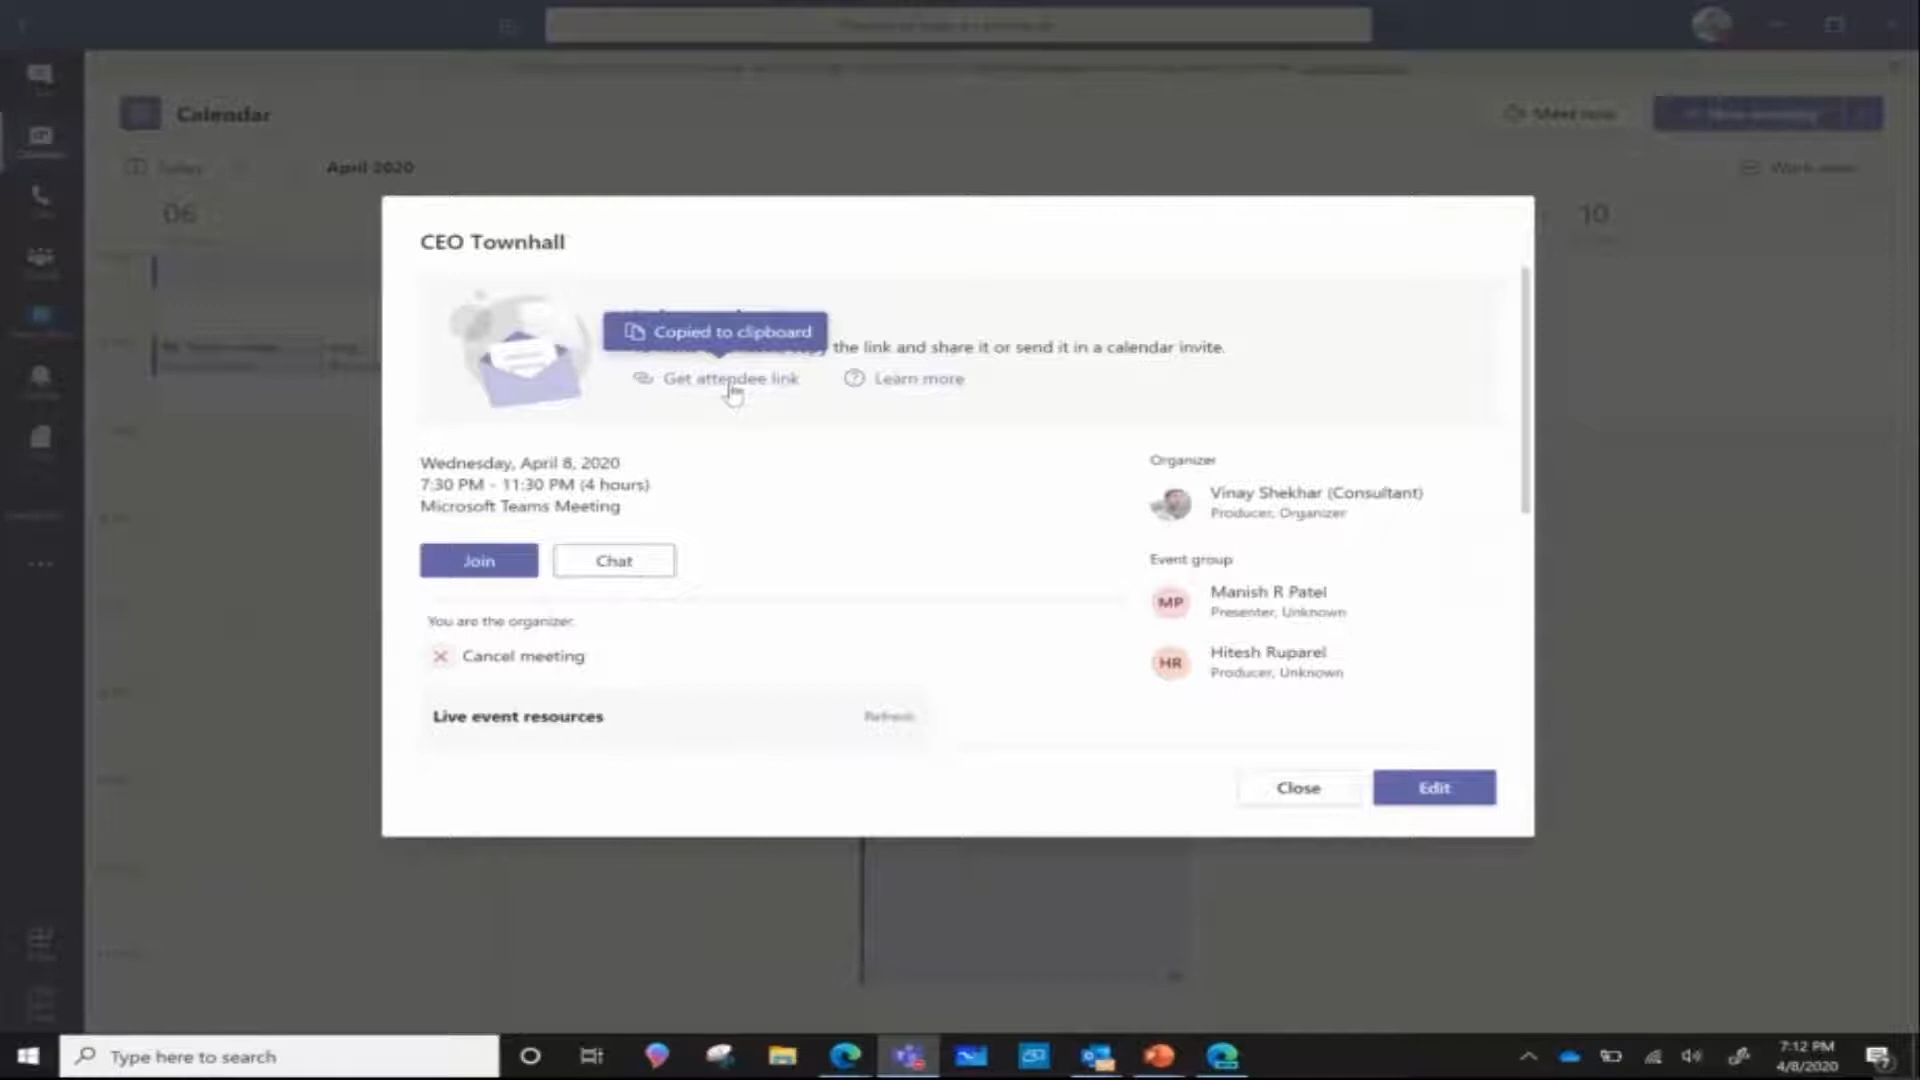 Calendar
Meet now
April 2020
06
10
CEO Townhall
Copied to clipboard
the link and share it or send it in a calendar invite.
Get attendee link
Learn more
Wednesday, April 8, 2020
7:30 PM - 11:30 PM (4 hours)
Microsoft Teams Meeting
Join
Chat
You are the organizer.
Cancel meeting
Live event resources
Refresh
Organizer
Vinay Shekhar (Consultant)
Producer, Organizer
Event group
MP
Manish R Patel
Presenter, Unknown
HR
Hitesh Ruparel
Producer, Unknown
Close
Edit
Type here to search
7:12 PM
4/8/2020